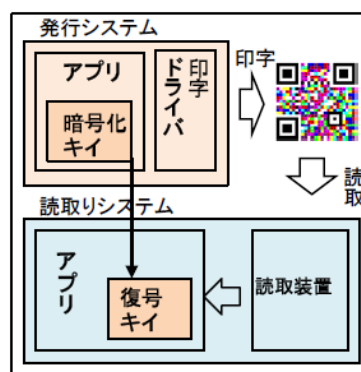 発行システム
アプリ
印字
ドライバ
暗号化
キイ
印字
読取
読取りシステム
アプリ
復号
キイ
読取装置